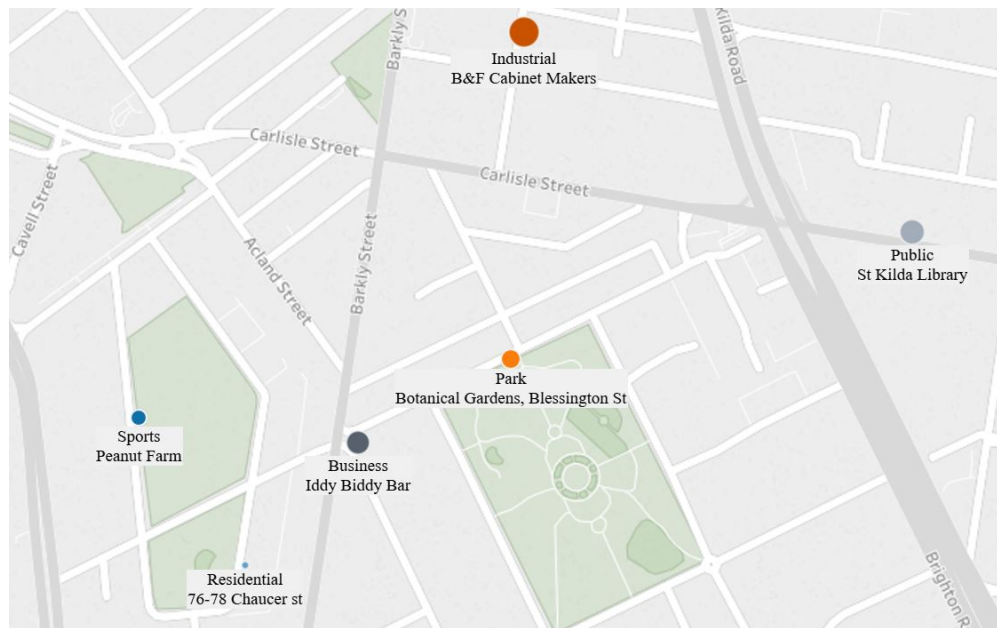 Barkly S
Kilda Road
Industrial
B&F Cabinet Makers
Carlisle Street
Carlisle Street
Cavell Street
Acland Street
Barkly Street
Public
St Kilda Library
Park
Botanical Gardens, Blessington St
Sports
Peanut Farm
Business
Iddy Biddy Bar
Residential
76-78 Chaucer st
Brighton R